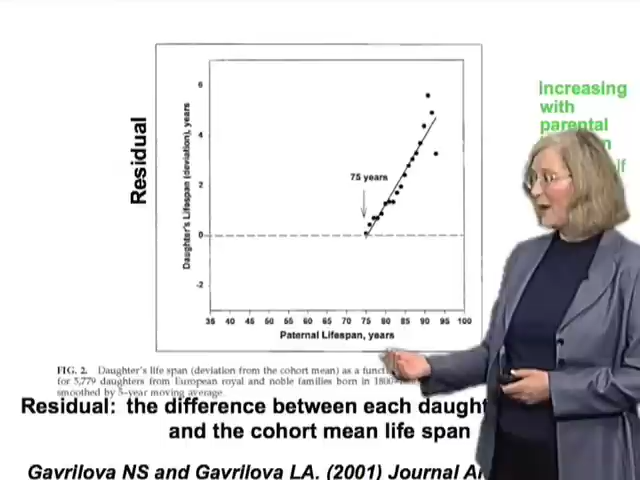 Residual
Daughter's Lifespan (deviation), years
6
4
2
0
-2
75 years
35 40 45 50 55 60 65 70 75 80 85 90 95 100
Paternal Lifespan, years
increasing
with
parental
FIG. 2. Daughter's life span (deviation from the cohort mean) as a
for 5,779 daughters from European royal and noble families born in
smoothed by 5-year moving average.
Residual: the difference between each
and the cohort mean life span
Gavrilova NS and Gavrilova LA. (2001) Journal